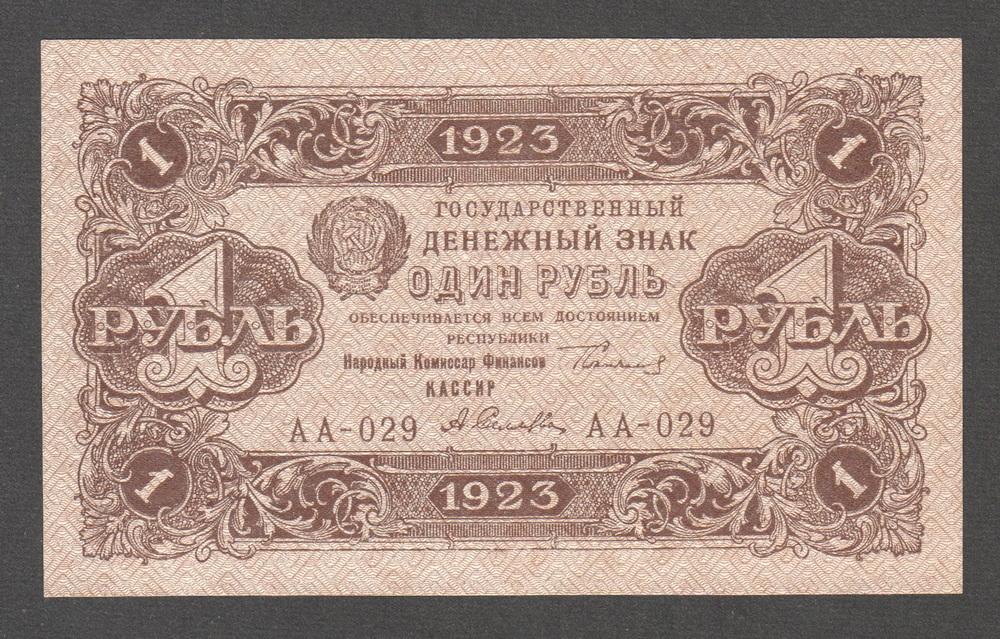 1923
1 1
ГОСУДАРСТВЕННЫЙ
ДЕНЕЖНЫЙ ЗНАК
ОДИН РУБЛЬ
1 РУБЛЬ
1 РУБЛЬ
ОБЕСПЕЧИВАЕТСЯ ВСЕМ ДОСТОЯНИЕМ
РЕСПУБЛИКИ
Народный Комиссар Финансов
КАССИР
АА-029 АА-029
1 1
1923